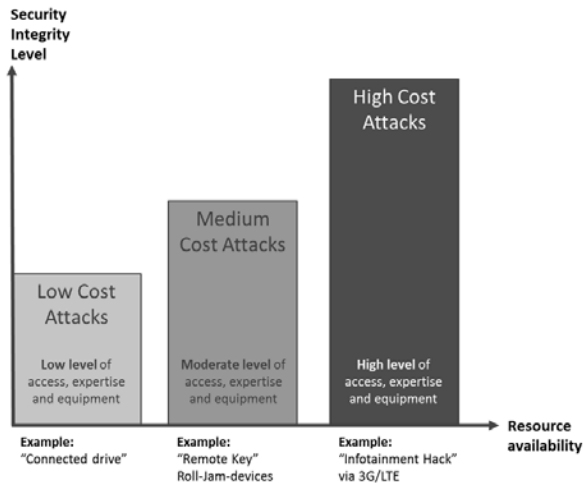 Security
Integrity
Level
Low Cost
Attacks
Low level of
access, expertise
and equipment
Medium
Cost Attacks
Moderate level of
access, expertise
and equipment
High Cost
Attacks
High level of
access, expertise
and equipment
Resource
availability
Example:
"Connected drive"
Example:
"Remote Key"
Roll-Jam-devices
Example:
"Infotainment Hack"
via 3G/LTE